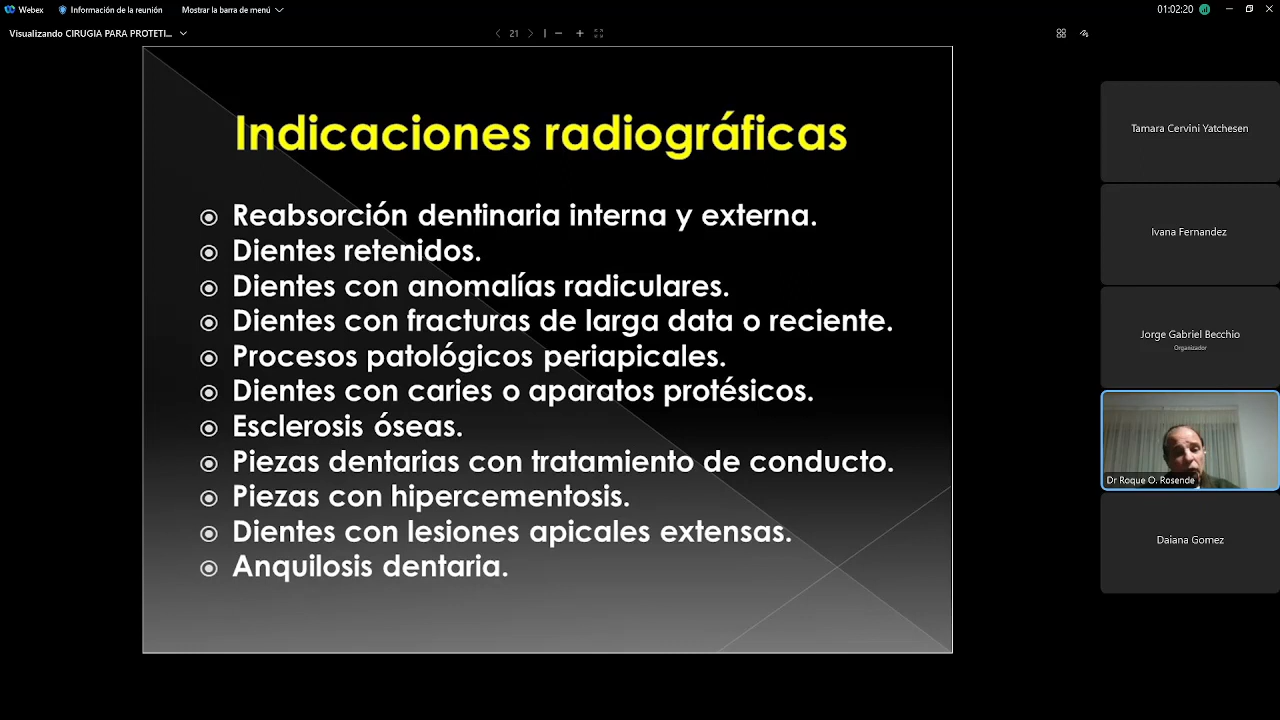 Webex
Información de la reunión
Mostrar la barra de menú
01:02:20
Visualizando CIRUGIA PARA PROTETI...
21
Indicaciones radiográficas
Reabsorción dentinaria interna y externa.
Dientes retenidos.
Dientes con anomalías radiculares.
Dientes con fracturas de larga data o reciente.
Procesos patológicos periapicales.
Dientes con caries o aparatos protésicos.
Esclerosis óseas.
Piezas dentarias con tratamiento de conducto.
Piezas con hipercementosis.
Dientes con lesiones apicales extensas.
Anquilosis dentaria.
Tamara Cervini Yatchesen
Ivana Fernandez
Jorge Gabriel Becchio
Organizador
Dr Roque O. Rosende
Daiana Gomez